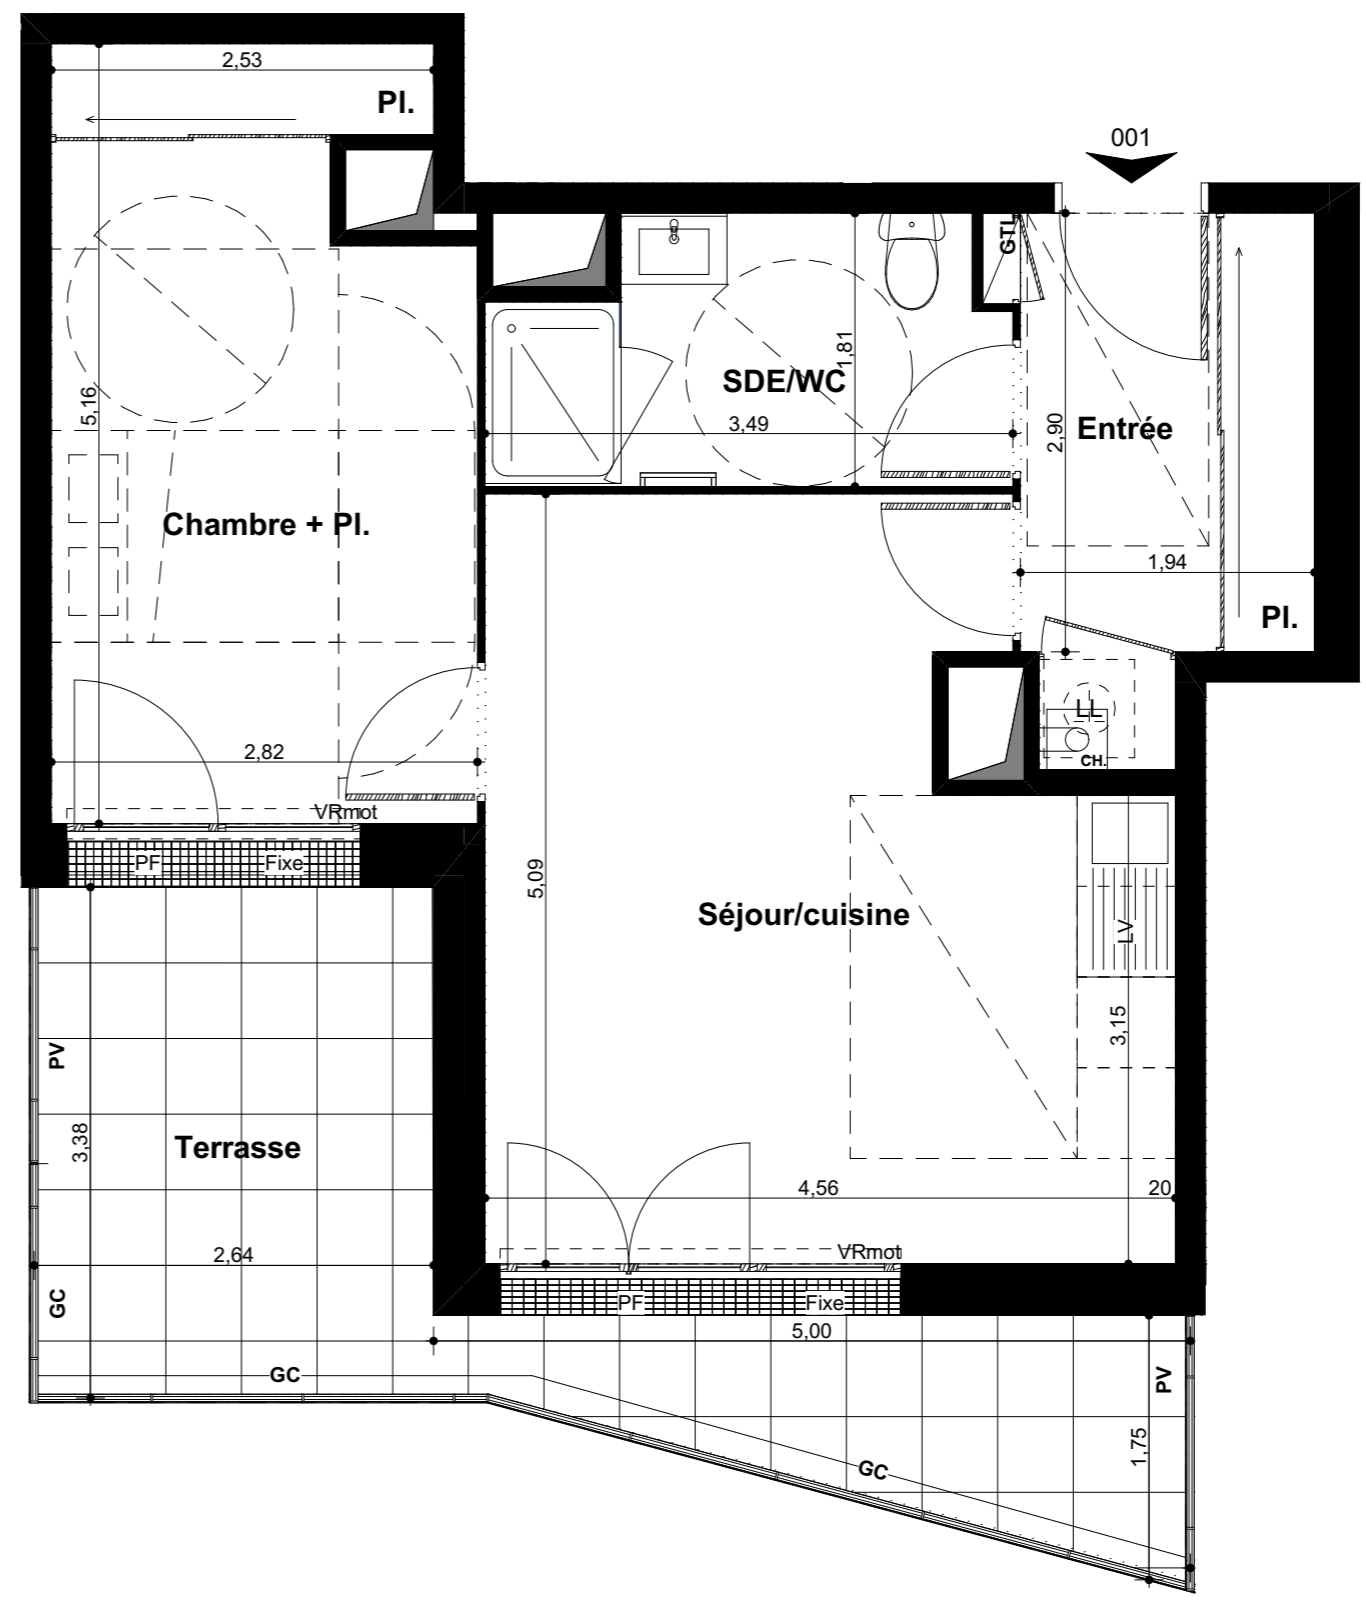 2,53
Pl.
001
GTL
5,16
1,81
SDE/WC
3,49
2,90
Entrée
Chambre + Pl.
1,94
Pl.
LL
CH.
2,82
VRmot
PF
Fixe
5,09
Séjour/cuisine
LV
3,15
PV
3,38
Terrasse
4,56
20
2,64
VRmot
GC
PF
Fixe
5,00
GC
PV
1,75
GC